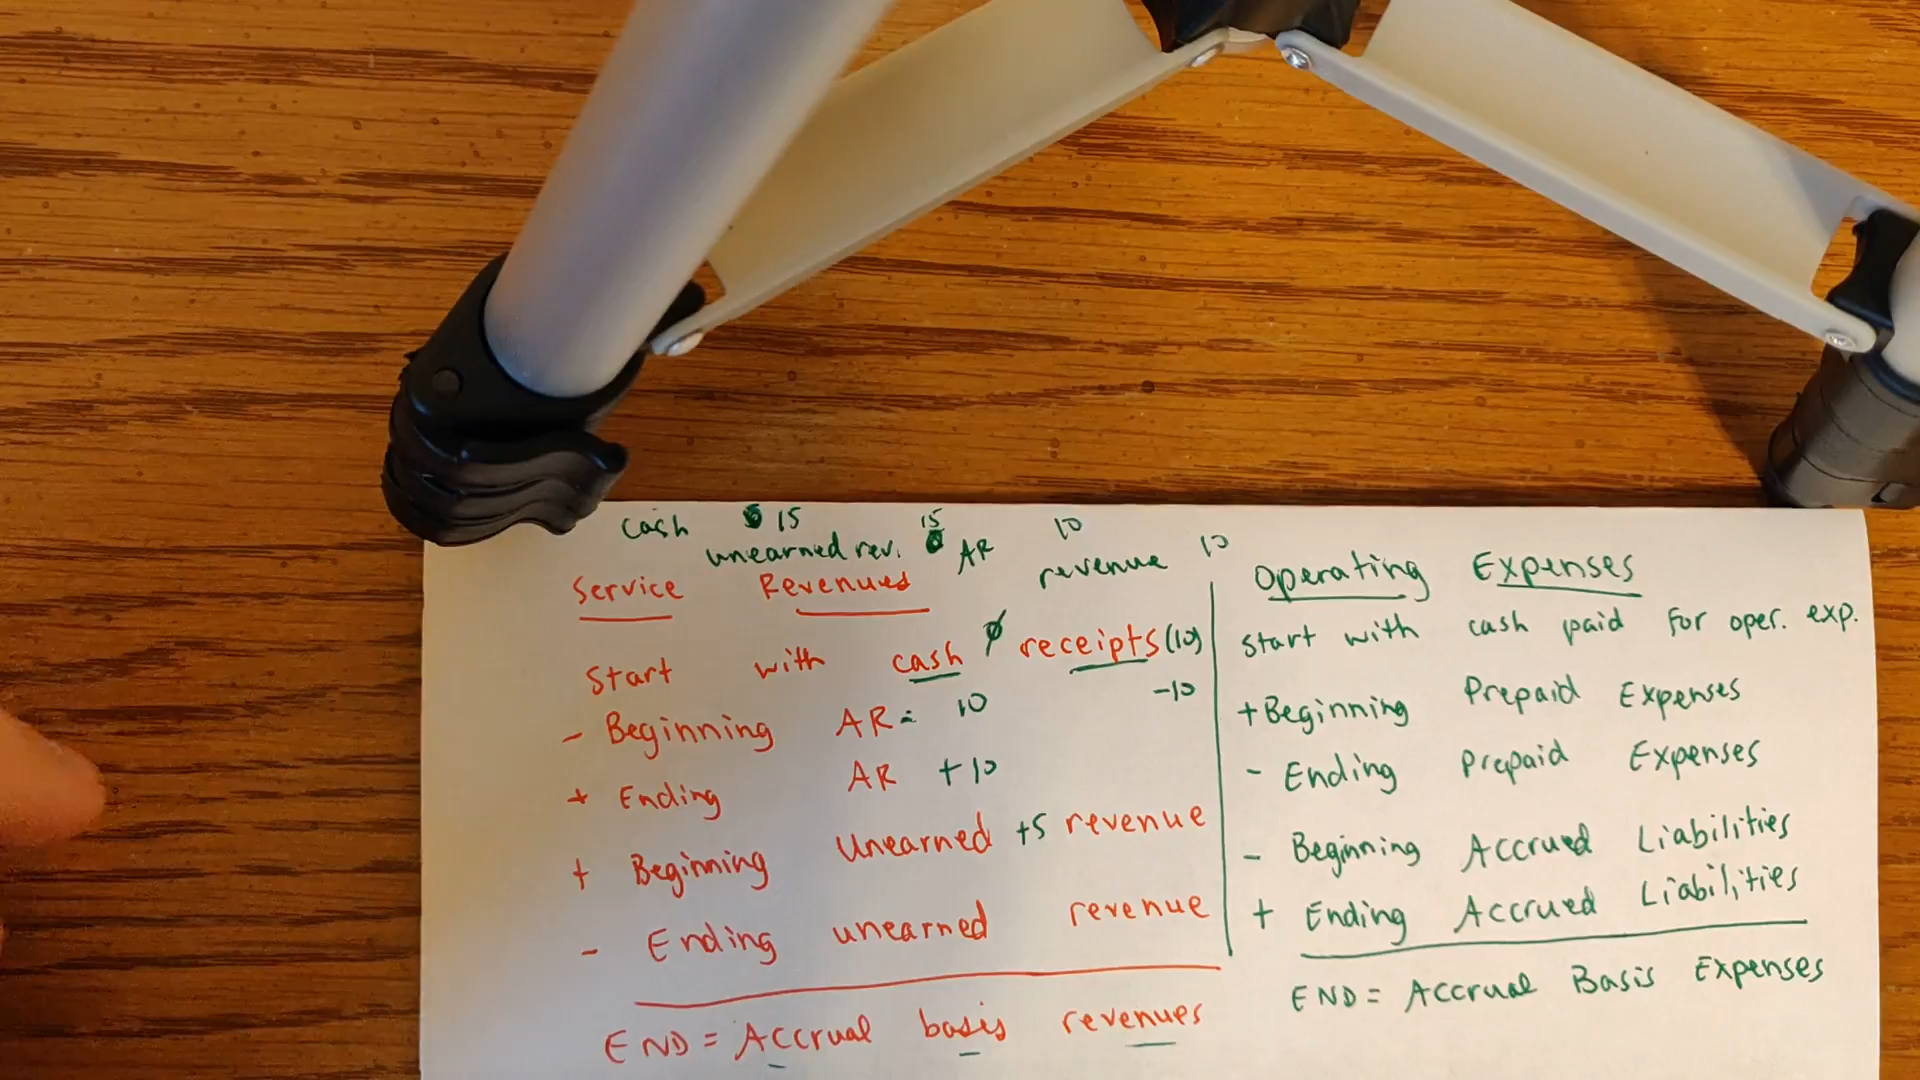 cash 15
unearned rev. 15
AR 10
revenue 10
Service Revenues
Start with cash receipts (10)
-10
- Beginning AR = 10
+ Ending AR +10
+ Beginning Unearned +5 revenue
- Ending unearned revenue
END = Accrual basis revenues
Operating Expenses
Start with cash paid for oper. exp.
+ Beginning Prepaid Expenses
- Ending Prepaid Expenses
- Beginning Accrued Liabilities
+ Ending Accrued Liabilities
END = Accrual Basis Expenses